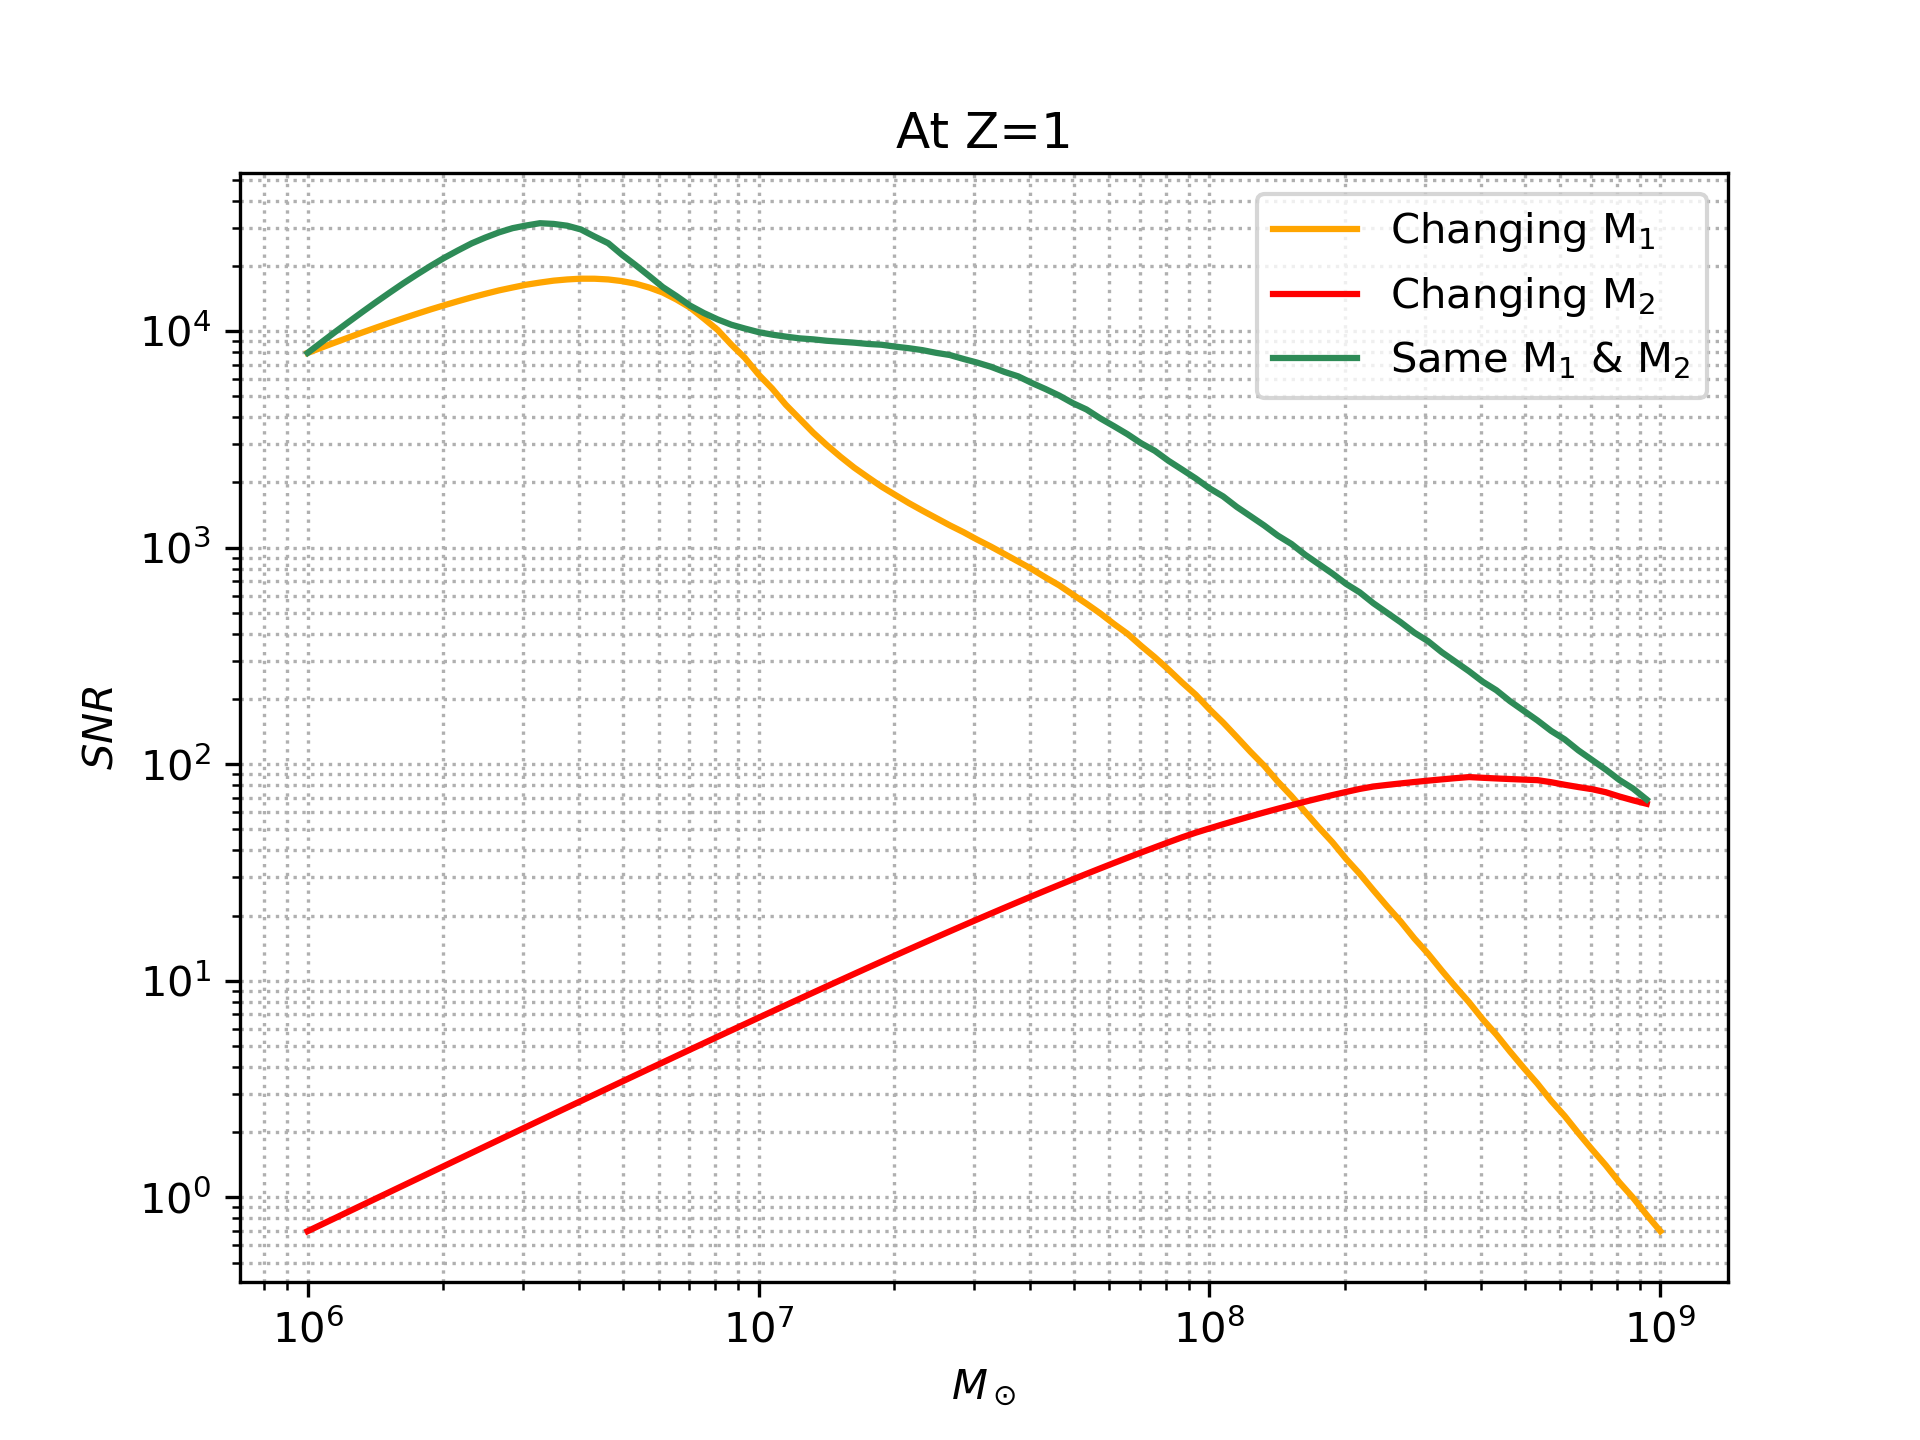 At Z=1
Changing M₁
Changing M₂
Same M₁ & M₂
SNR
10⁴
10³
10²
10¹
10⁰
10⁶ 10⁷ 10⁸ 10⁹
M⊙